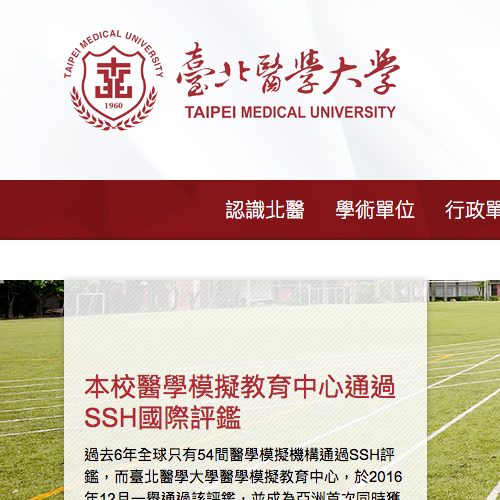 TAIPEI MEDICAL UNIVERSITY
1960
臺北醫學大學
TAIPEI MEDICAL UNIVERSITY
認識北醫 學術單位 行政單
本校醫學模擬教育中心通過
SSH國際評鑑
過去6年全球只有54間醫學模擬機構通過SSH評
鑑，而臺北醫學大學醫學模擬教育中心，於2016
年12月一舉通過該評鑑，並成為亞洲首次同時獲